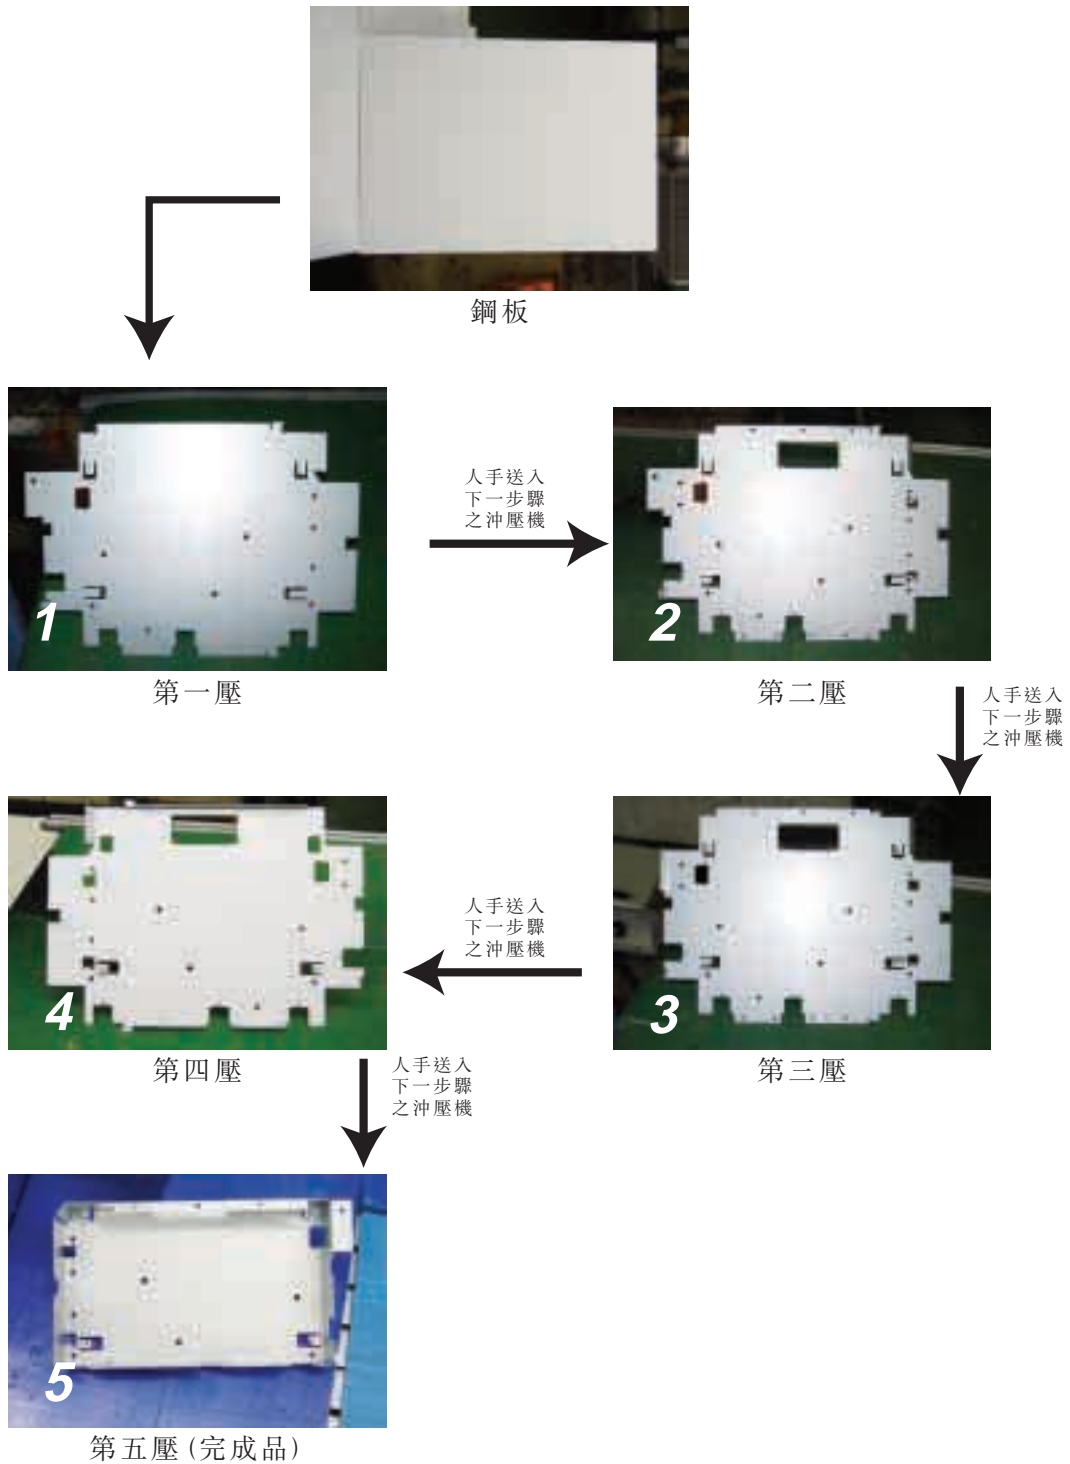 鋼板
人手送入
下一步驟
之沖壓機
1
第一壓
2
第二壓
人手送入
下一步驟
之沖壓機
3
第三壓
人手送入
下一步驟
之沖壓機
4
第四壓
人手送入
下一步驟
之沖壓機
5
第五壓(完成品)